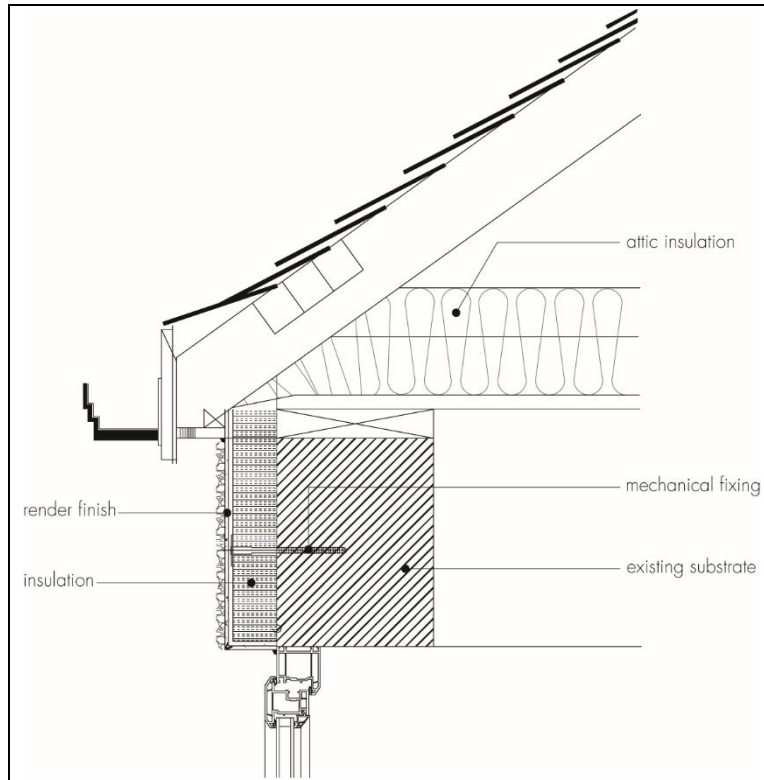 attic insulation
mechanical fixing
render finish
existing substrate
insulation